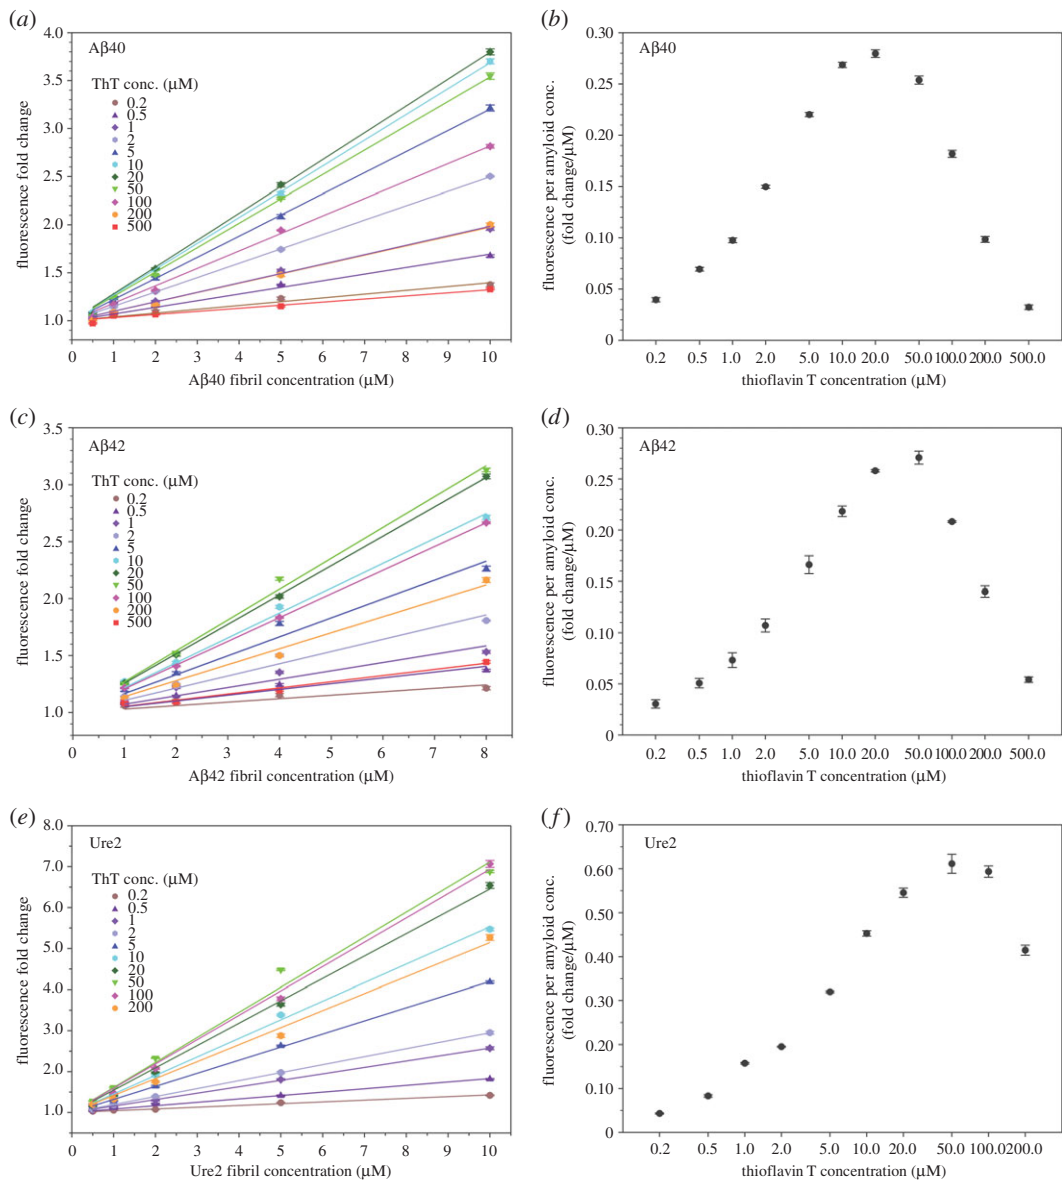 (a)
Aβ40
ThT conc. (μM)
0.2
0.5
1
2
5
10
20
50
100
200
500
fluorescence fold change
4.0
3.5
3.0
2.5
2.0
1.5
1.0
0 1 2 3 4 5 6 7 8 9 10
Aβ40 fibril concentration (μM)
(b)
Aβ40
fluorescence per amyloid conc.
(fold change/μM)
0.30
0.25
0.20
0.15
0.10
0.05
0
0.2 0.5 1.0 2.0 5.0 10.0 20.0 50.0 100.0 200.0 500.0
thioflavin T concentration (μM)
(c)
Aβ42
ThT conc. (μM)
0.2
0.5
1
2
5
10
20
50
100
200
500
fluorescence fold change
3.5
3.0
2.5
2.0
1.5
1.0
0 1 2 3 4 5 6 7 8
Aβ42 fibril concentration (μM)
(d)
Aβ42
fluorescence per amyloid conc.
(fold change/μM)
0.30
0.25
0.20
0.15
0.10
0.05
0
0.2 0.5 1.0 2.0 5.0 10.0 20.0 50.0 100.0 200.0 500.0
thioflavin T concentration (μM)
(e)
Ure2
ThT conc. (μM)
0.2
0.5
1
2
5
10
20
50
100
200
fluorescence fold change
8.0
7.0
6.0
5.0
4.0
3.0
2.0
1.0
0 1 2 3 4 5 6 7 8 9 10
Ure2 fibril concentration (μM)
(f)
Ure2
fluorescence per amyloid conc.
(fold change/μM)
0.70
0.60
0.50
0.40
0.30
0.20
0.10
0
0.2 0.5 1.0 2.0 5.0 10.0 20.0 50.0 100.0 200.0
thioflavin T concentration (μM)